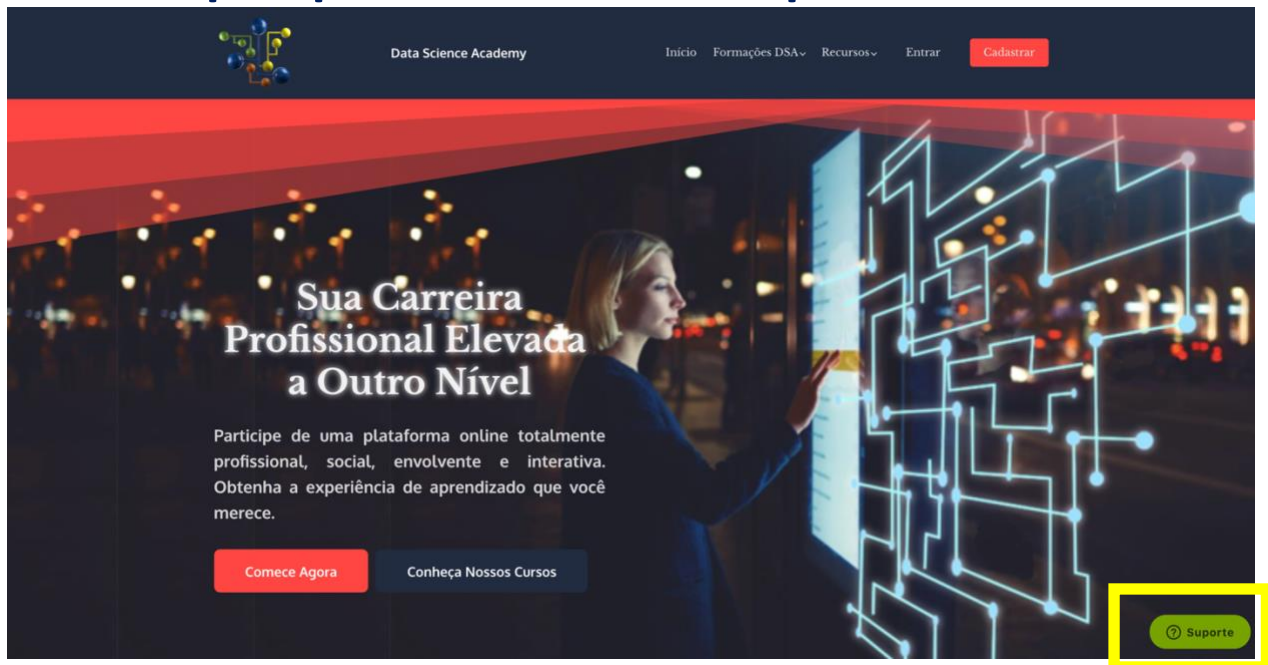 Data Science Academy
Início Formações DSA Recursos Entrar Cadastrar
Sua Carreira
Profissional Elevada
a Outro Nível
Participe de uma plataforma online totalmente
profissional, social, envolvente e interativa.
Obtenha a experiência de aprendizado que você
merece.
Comece Agora Conheça Nossos Cursos
Suporte